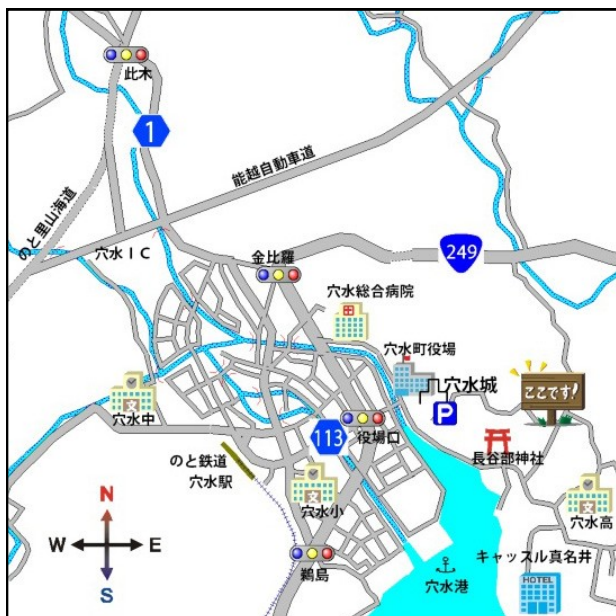 此木
1
能越自動車道
のと里山海道
穴水IC
金比羅
249
穴水総合病院
穴水町役場
穴水城
P
ここです!
穴水中
文
113
役場口
長谷部神社
のと鉄道
穴水駅
文
穴水小
文
穴水高
N
W
E
S
鵜島
穴水港
キャッスル真名井
HOTEL